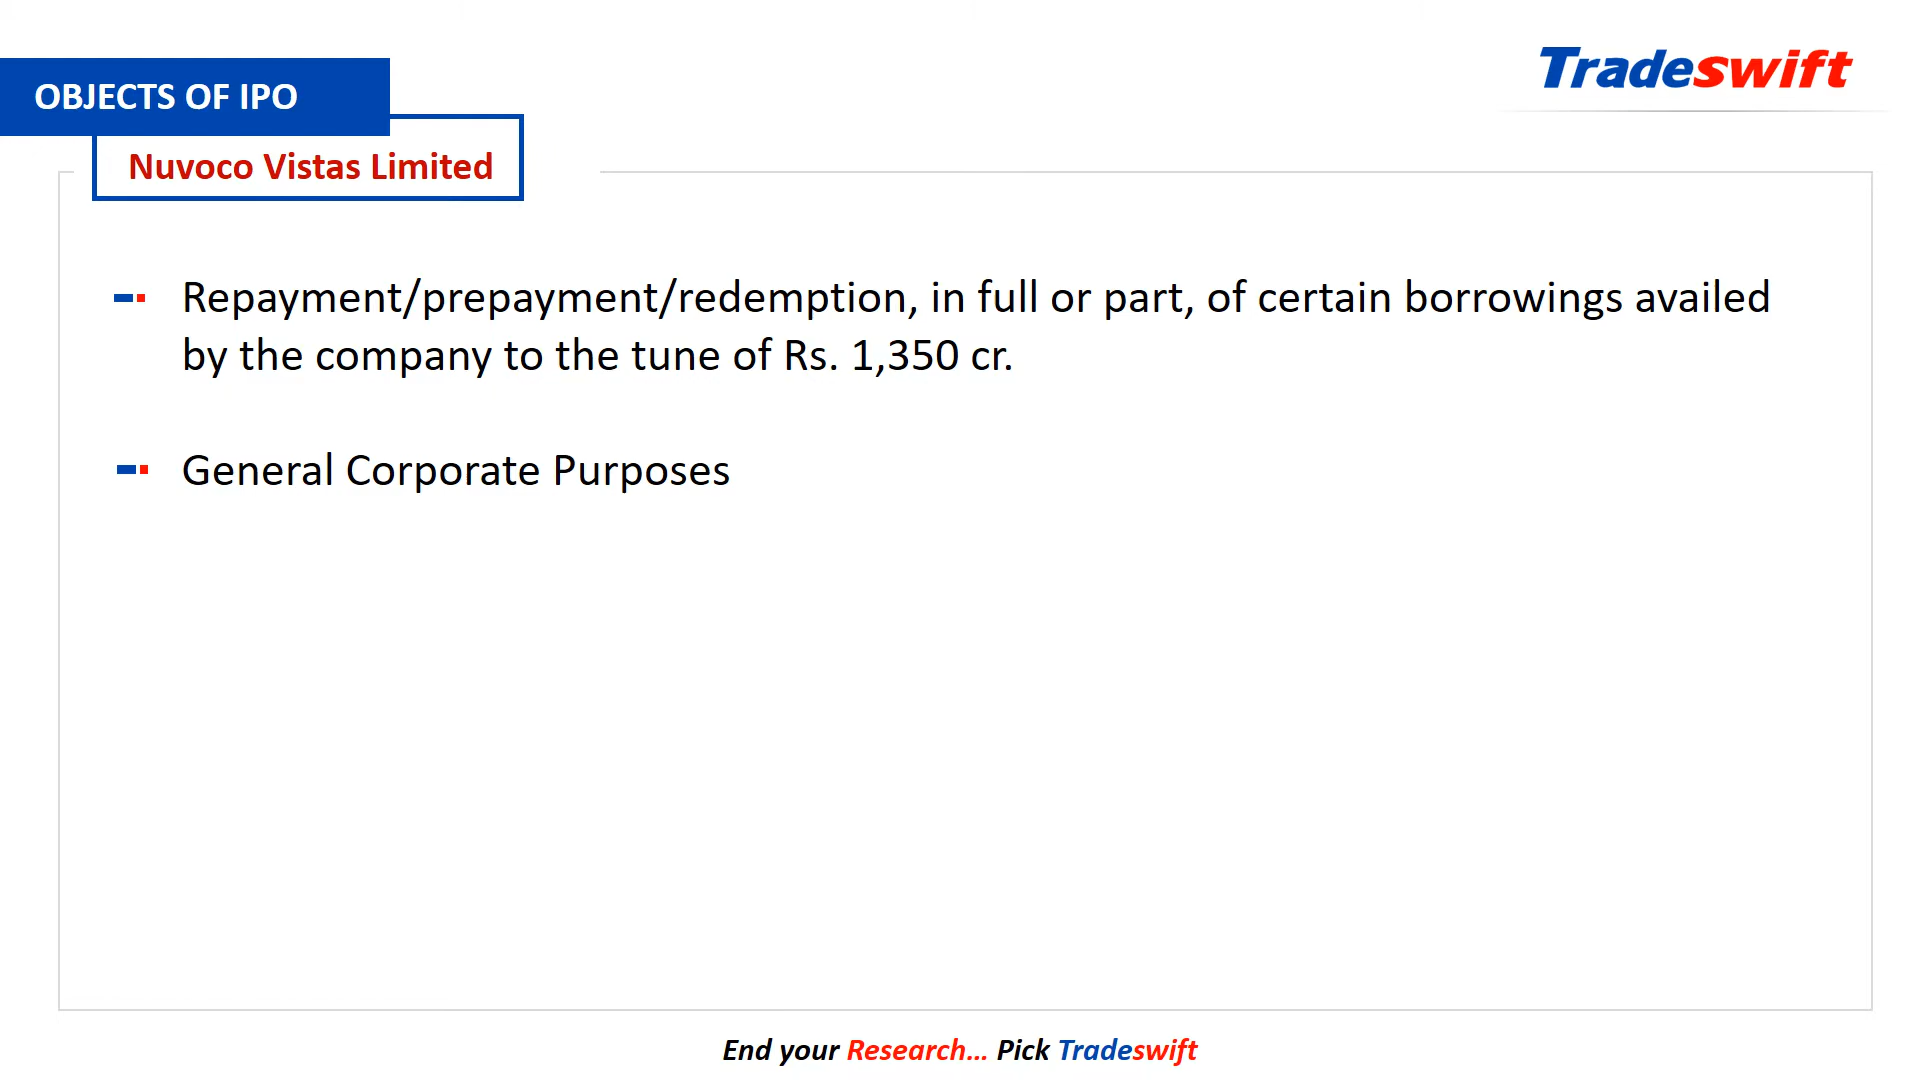 Tradeswift
OBJECTS OF IPO
Nuvoco Vistas Limited
Repayment/prepayment/redemption, in full or part, of certain borrowings availed
by the company to the tune of Rs. 1,350 cr.
General Corporate Purposes
End your Research... Pick Tradeswift